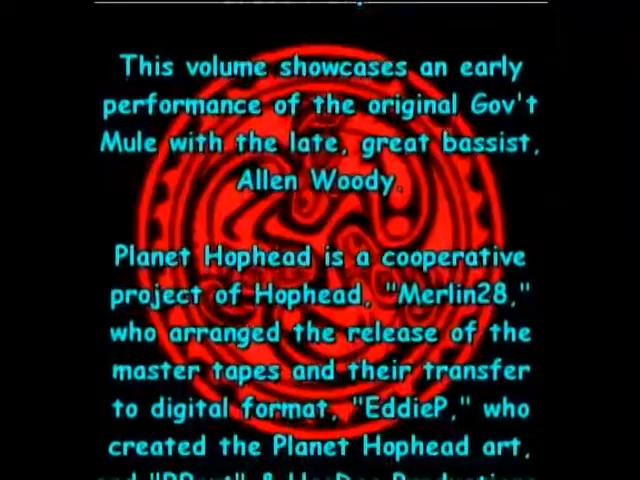 This volume showcases an early
performance of the original Gov't
Mule with the late, great bassist,
Allen Woody.
Planet Hophead is a cooperative
project of Hophead, "Merlin28,"
who arranged the release of the
master tapes and their transfer
to digital format, "EddieP," who
created the Planet Hophead art,